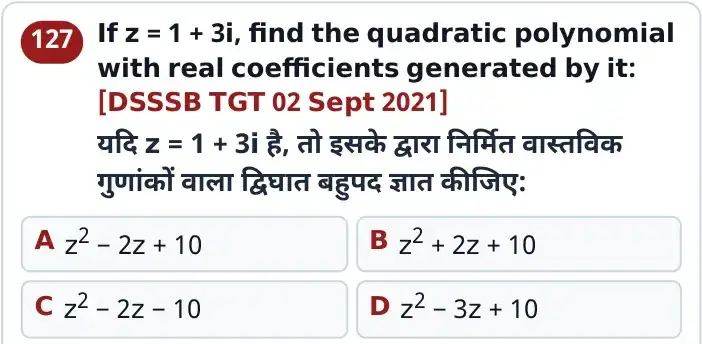 127 If z = 1 + 3i, find the quadratic polynomial
with real coefficients generated by it:
[DSSSB TGT 02 Sept 2021]
यदि z = 1 + 3i है, तो इसके द्वारा निर्मित वास्तविक
गुणांकों वाला द्विघात बहुपद ज्ञात कीजिए:
A z² − 2z + 10
B z² + 2z + 10
C z² − 2z − 10
D z² − 3z + 10